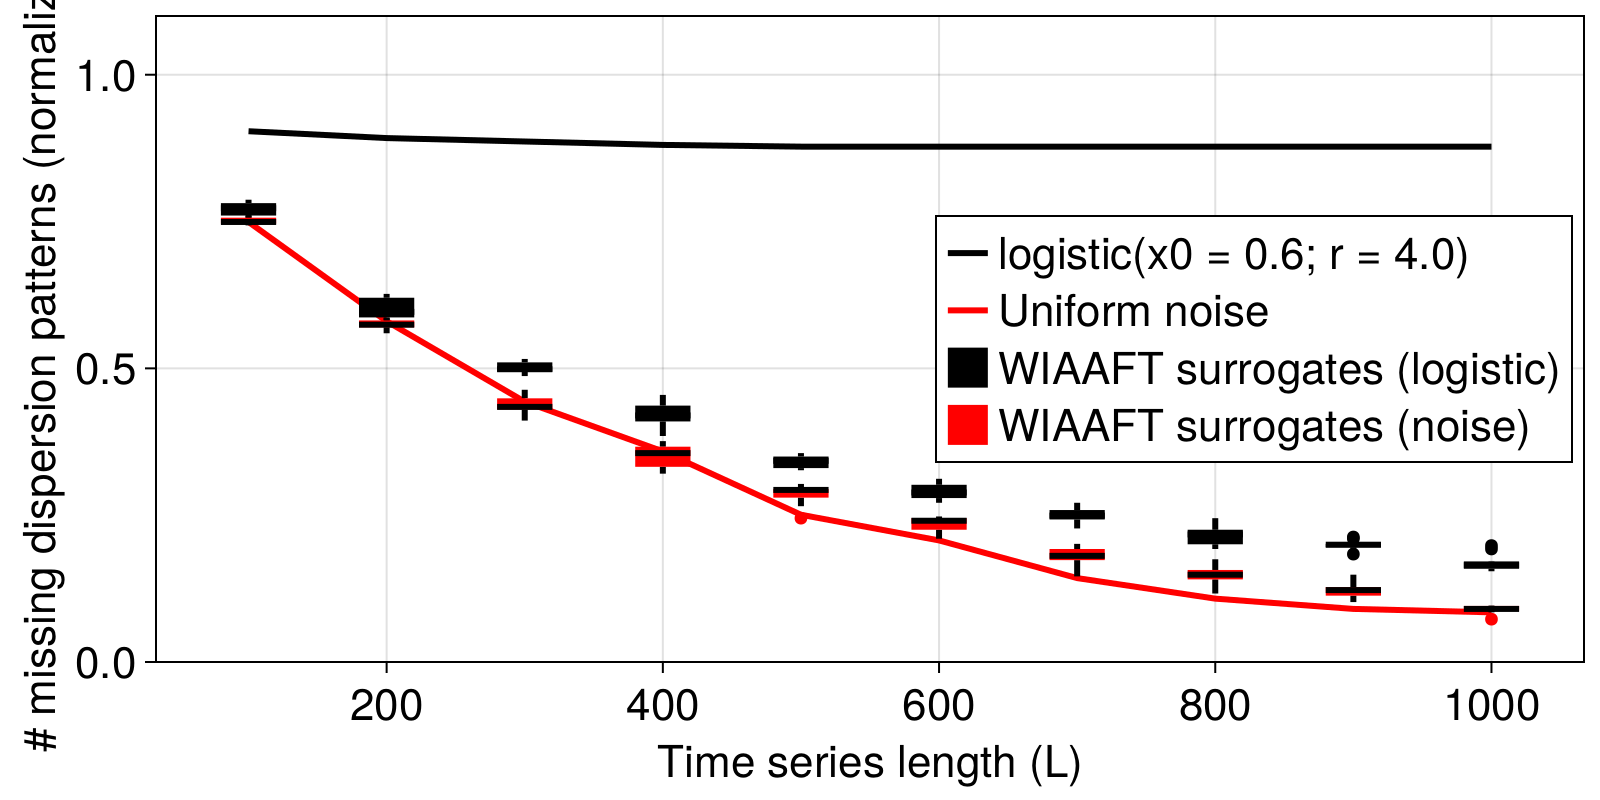 # missing dispersion patterns (normaliz
1.0
0.5
0.0
logistic(x0 = 0.6; r = 4.0)
Uniform noise
WIAAFT surrogates (logistic)
WIAAFT surrogates (noise)
200 400 600 800 1000
Time series length (L)